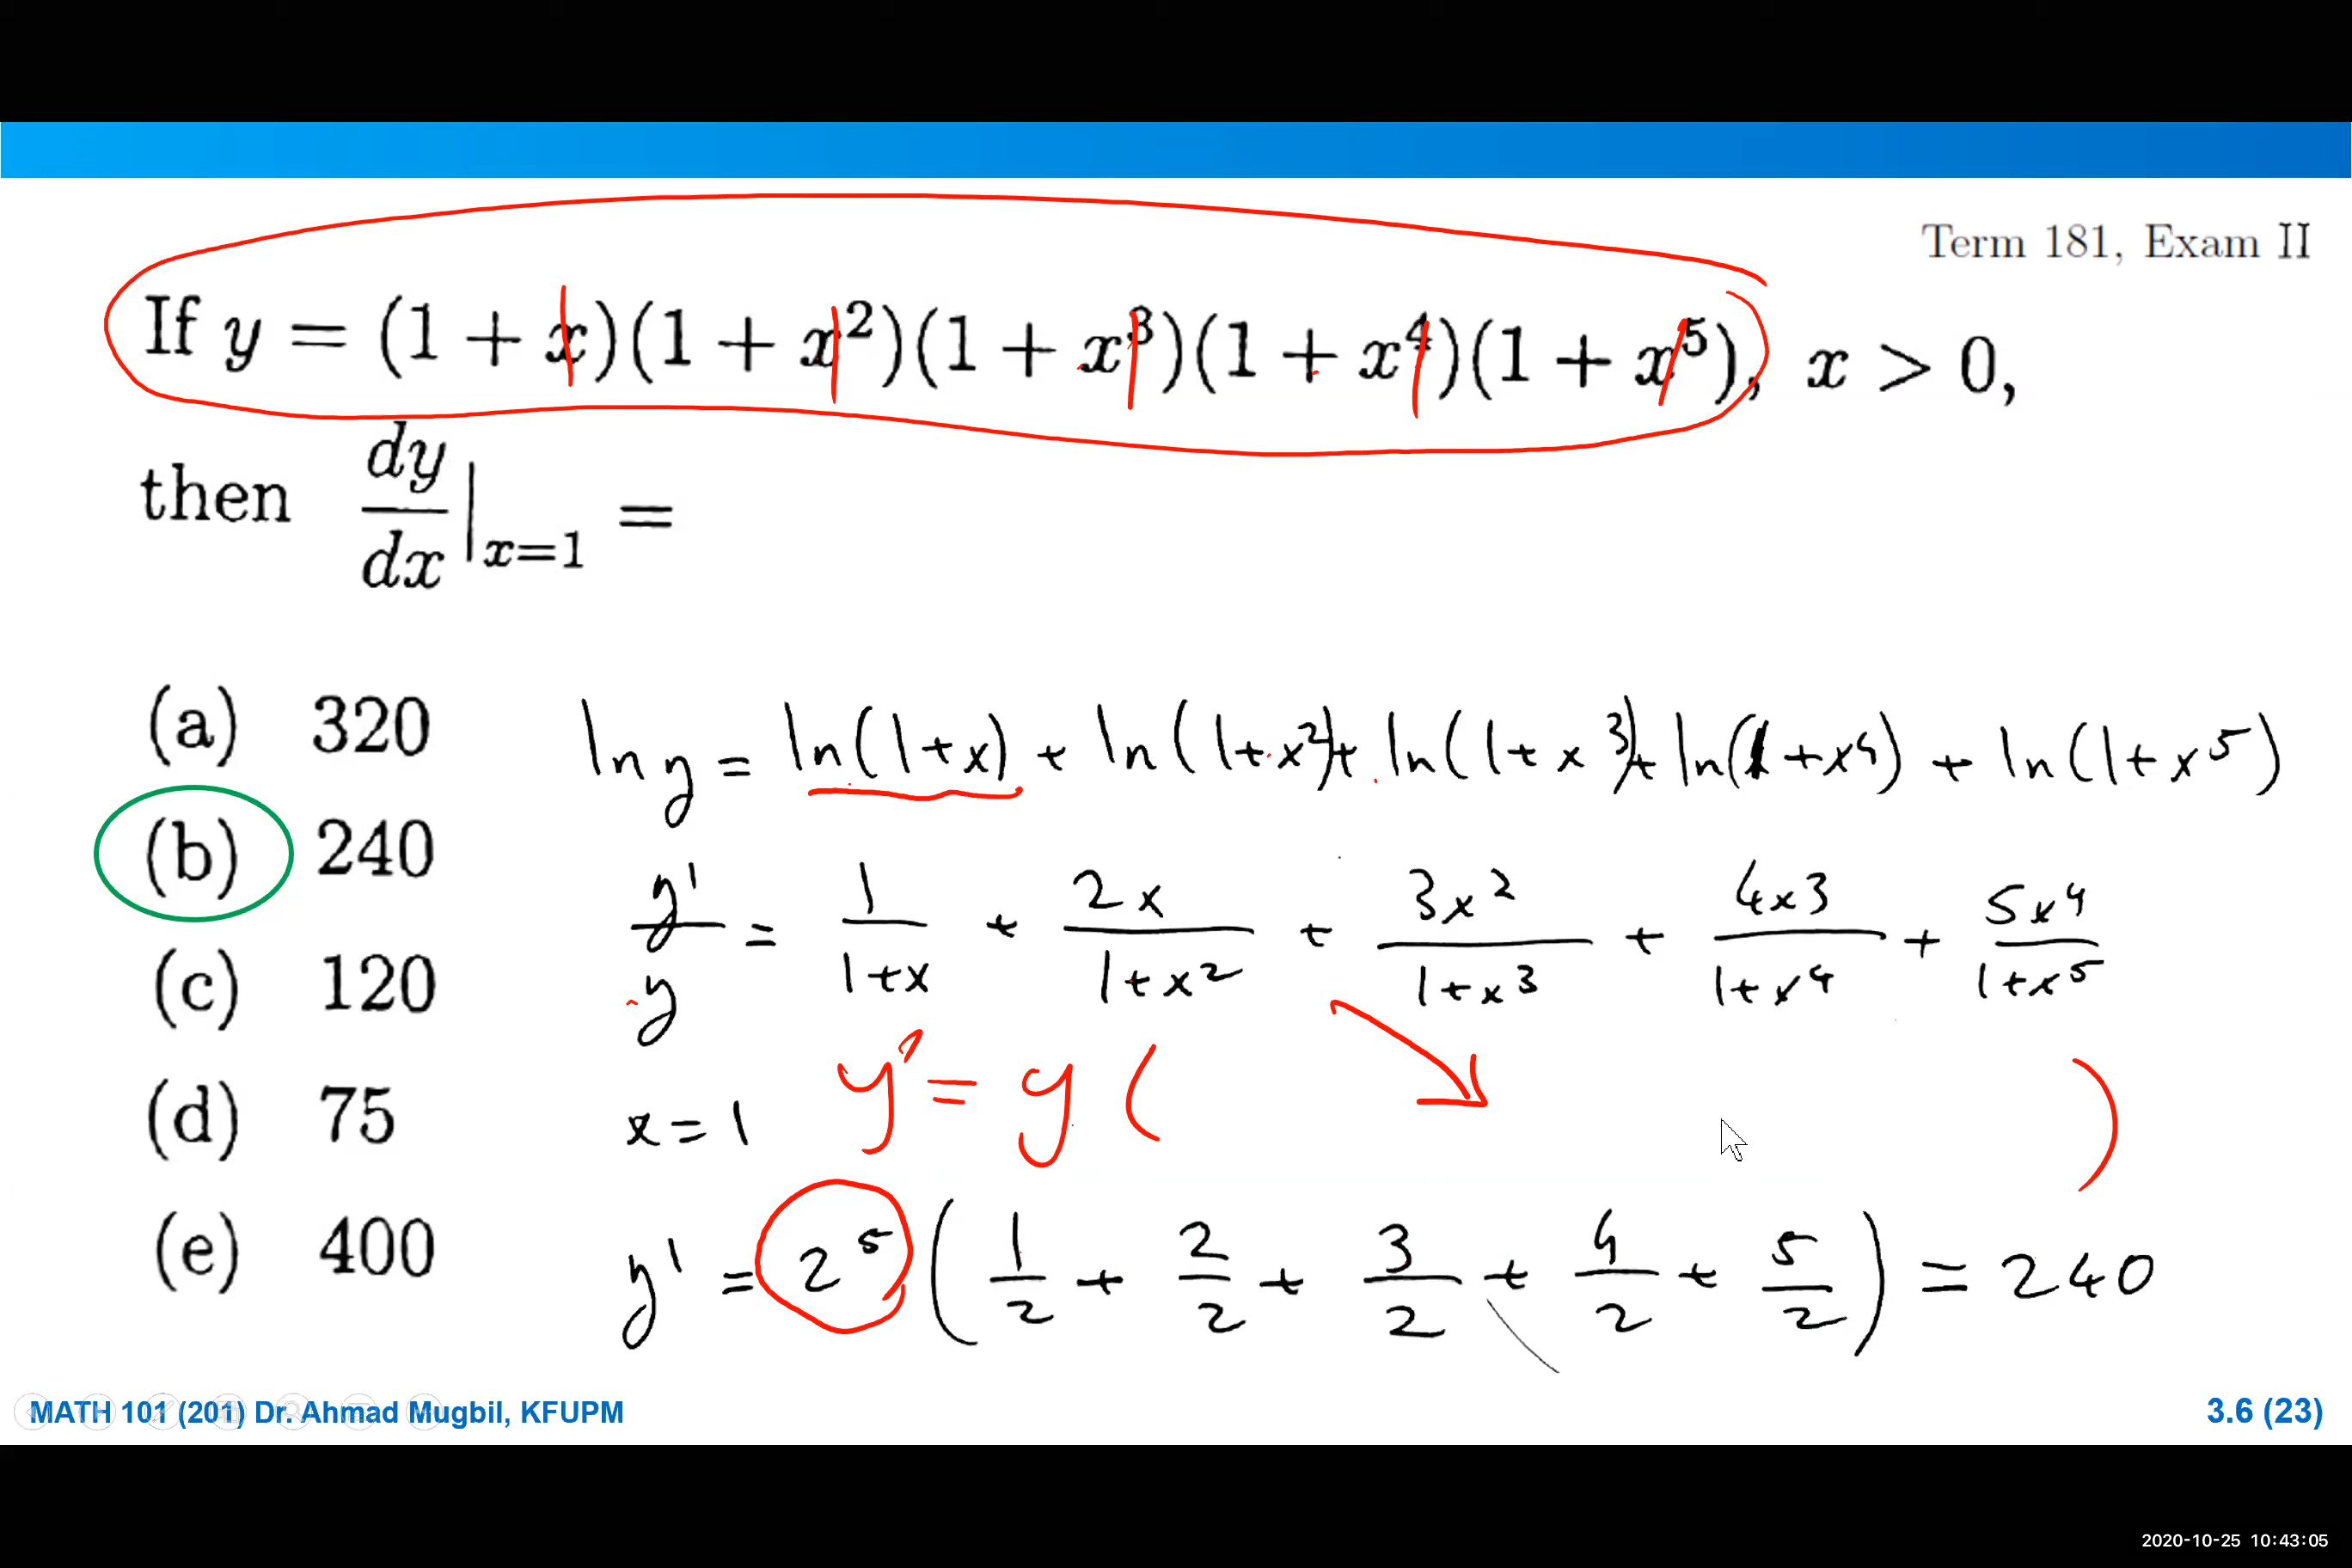 Term 181, Exam II
If y = (1 + x)(1 + x²)(1 + x³)(1 + x⁴)(1 + x⁵), x > 0,
then dy/dx |x=1 =
(a) 320
(b) 240
(c) 120
(d) 75
(e) 400
ln y = ln(1+x) + ln(1+x²)+ ln(1+x³)+ ln(1+x⁴) + ln(1+x⁵)
y'/y = 1/(1+x) + 2x/(1+x²) + 3x²/(1+x³) + 4x³/(1+x⁴) + 5x⁴/(1+x⁵)
y' = y ( )
x = 1
y' = 2⁵ (1/2 + 2/2 + 3/2 + 4/2 + 5/2) = 240
MATH 101 (201) Dr. Ahmad Mugbil, KFUPM
3.6 (23)
2020-10-25 10:43:05